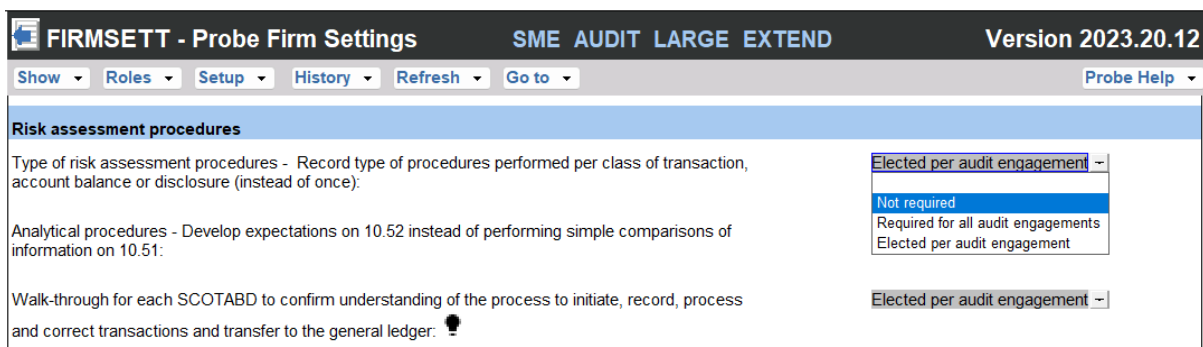 FIRMSETT - Probe Firm Settings SME AUDIT LARGE EXTEND Version 2023.20.12
Show Roles Setup History Refresh Go to Probe Help
Risk assessment procedures
Type of risk assessment procedures - Record type of procedures performed per class of transaction, Elected per audit engagement
account balance or disclosure (instead of once):
Not required
Required for all audit engagements
Elected per audit engagement
Analytical procedures - Develop expectations on 10.52 instead of performing simple comparisons of
information on 10.51:
Walk-through for each SCOTABD to confirm understanding of the process to initiate, record, process Elected per audit engagement
and correct transactions and transfer to the general ledger: